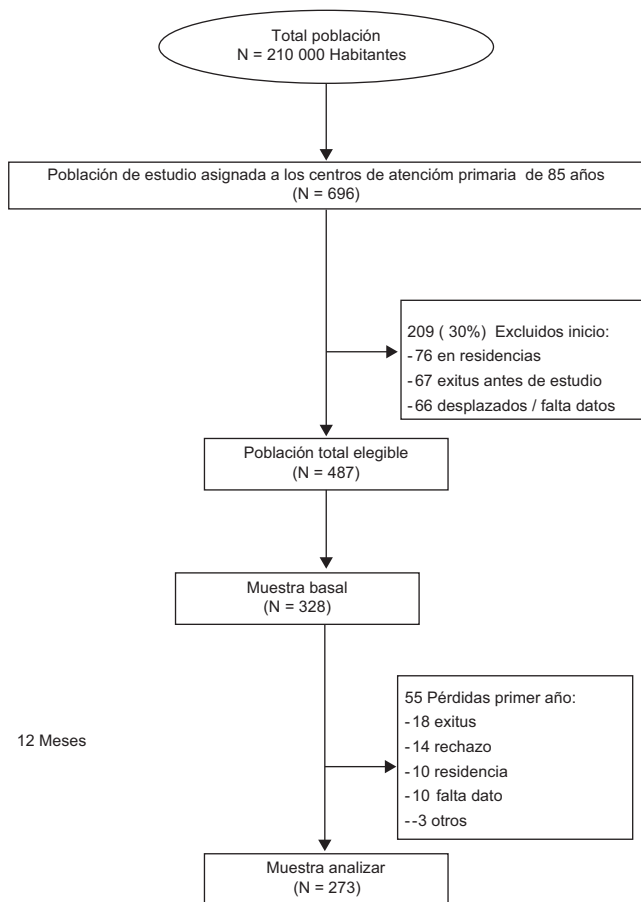 Total población
N = 210 000 Habitantes
Población de estudio asignada a los centros de atencióm primaria de 85 años
(N = 696)
209 ( 30%) Excluidos inicio:
-76 en residencias
-67 exitus antes de estudio
-66 desplazados / falta datos
Población total elegible
(N = 487)
Muestra basal
(N = 328)
55 Pérdidas primer año:
-18 exitus
-14 rechazo
-10 residencia
-10 falta dato
--3 otros
12 Meses
Muestra analizar
(N = 273)